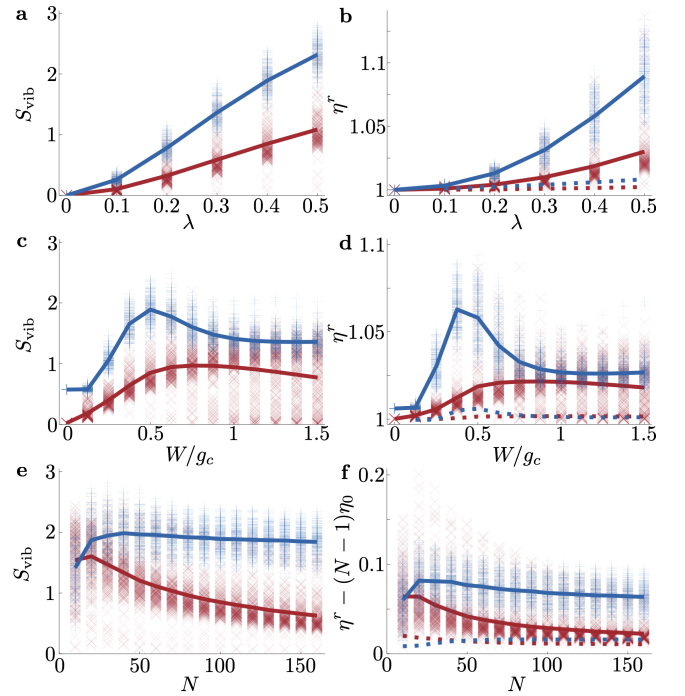 a b
3 2 1 0
S_vib
0 0.1 0.2 0.3 0.4 0.5
λ
1.1 1.05 1
η^r
0 0.1 0.2 0.3 0.4 0.5
λ
c d
3 2 1 0
S_vib
0 0.5 1 1.5
W/g_c
1.1 1.05 1
η^r
0 0.5 1 1.5
W/g_c
e f
3 2 1 0
S_vib
0 50 100 150
N
0.2 0.1 0
η^r − (N − 1)η_0
0 50 100 150
N